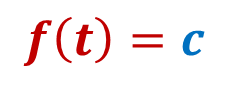 f(t) = c